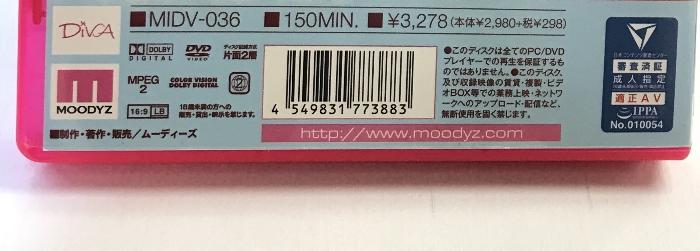 DiVCA
■MIDV-036 ■150MIN. ■¥3,278(本体¥2,980+税¥298)
DOLBY
DIGITAL
DVD
VIDEO
ディスク記録方式
片面2層
M
MOODYZ
MPEG
2
COLOR VISION
DOLBY DIGITAL
16:9 LB
18歳未満の方への
販売・貸出・映示を禁じます。
4 549831 773883
●このディスクは全てのPC/DVD
プレイヤーでの再生を保証するも
のではありません。●このディスク、
及び収録映像の賃貸・複製・ビデ
オBOX等での業務上映・ネットワ
ークへのアップロード・配信など、
無断使用を固く禁じます。
日本コンテンツ審査センター
審査済証
成人指定
適正AV
IPPA
No.010054
■制作・著作・販売/ムーディーズ
http://www.moodyz.com